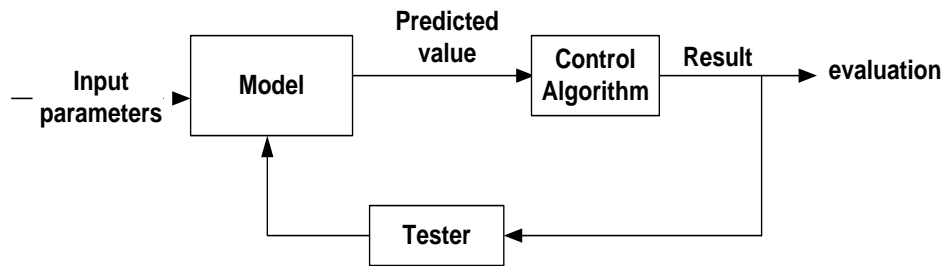 Input
parameters
Model
Predicted
value
Control
Algorithm
Result
evaluation
Tester